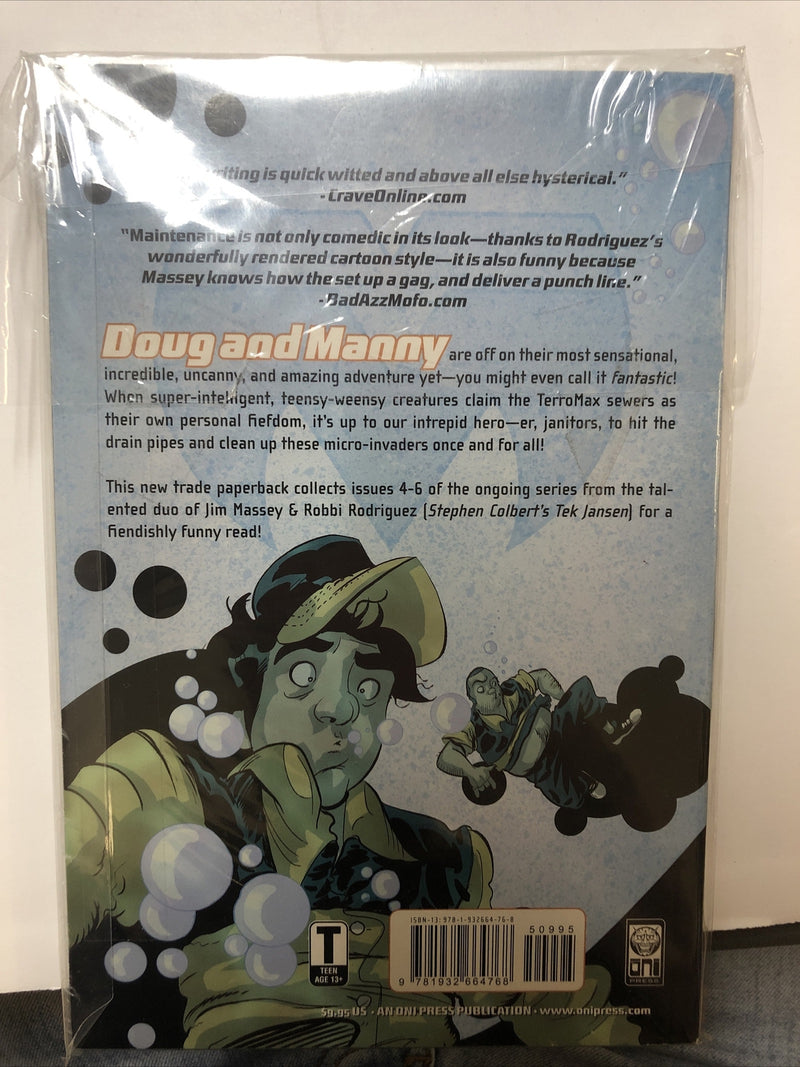 writing is quick witted and above all else hysterical.”
- CraveOnline.com
“Maintenance is not only comedic in its look—thanks to Rodriguez’s
wonderfully rendered cartoon style—it is also funny because
Massey knows how the set up a gag, and deliver a punch line.”
-BadAzzMofo.com
Doug and Manny are off on their most sensational,
incredible, uncanny, and amazing adventure yet—you might even call it fantastic!
When super-intelligent, teensy-weensy creatures claim the TerroMax sewers as
their own personal fiefdom, it’s up to our intrepid hero—er, janitors, to hit the
drain pipes and clean up these micro-invaders once and for all!
This new trade paperback collects issues 4-6 of the ongoing series from the tal-
ented duo of Jim Massey & Robbi Rodriguez (Stephen Colbert’s Tek Jansen) for a
fiendishly funny read!
T
TEEN
AGE 13+
ISBN-13: 978-1-932664-76-8
50995
9 781932 664768
oni
PRESS
$9.95 US · AN ONI PRESS PUBLICATION · www.onipress.com